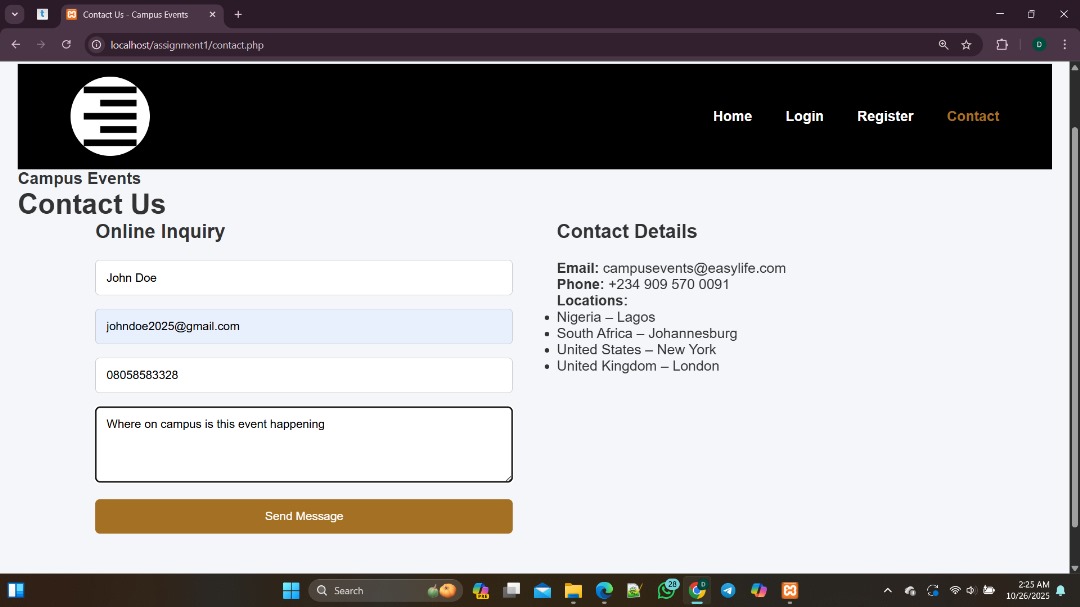 Contact Us - Campus Events
localhost/assignment1/contact.php
D
Home Login Register Contact
Campus Events
Contact Us
Online Inquiry
John Doe
johndoe2025@gmail.com
08058583328
Where on campus is this event happening
Send Message
Contact Details
Email: campusevents@easylife.com
Phone: +234 909 570 0091
Locations:
Nigeria – Lagos
South Africa – Johannesburg
United States – New York
United Kingdom – London
Search
28
2:25 AM
10/26/2025